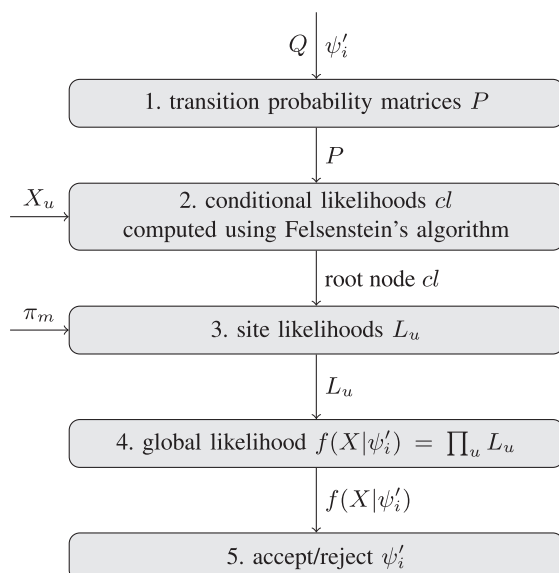 Q ψ′ᵢ
1. transition probability matrices P
P
Xᵤ
2. conditional likelihoods cl
computed using Felsenstein's algorithm
root node cl
πₘ
3. site likelihoods Lᵤ
Lᵤ
4. global likelihood f(X|ψ′ᵢ) = ∏ᵤ Lᵤ
f(X|ψ′ᵢ)
5. accept/reject ψ′ᵢ